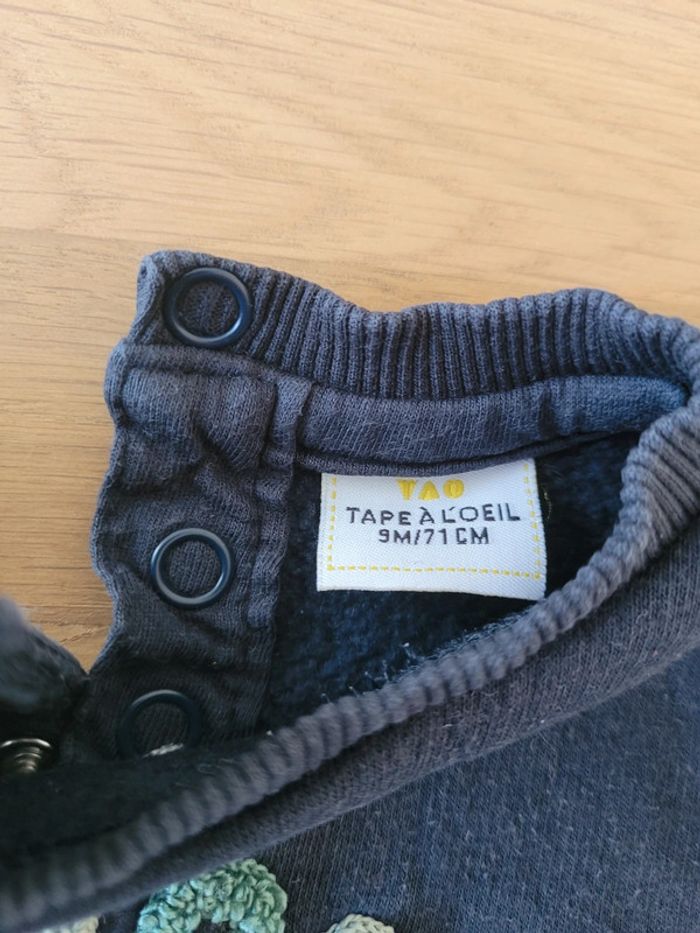 TAO
TAPE À L'OEIL
9M/71CM